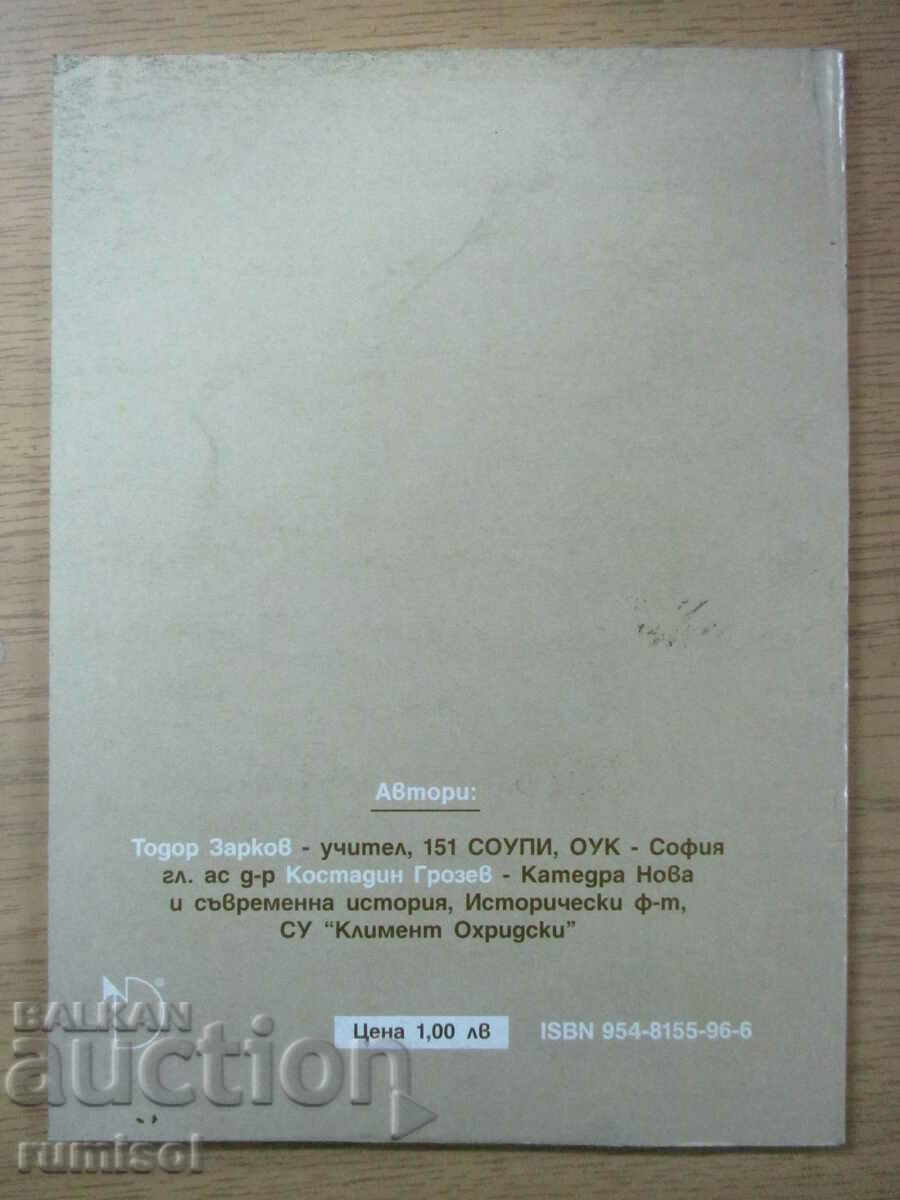 Автори:
Тодор Зарков - учител, 151 СОУПИ, ОУК - София
гл. ас д-р Костадин Грозев - Катедра Нова
и съвременна история, Исторически ф-т,
СУ "Климент Охридски"
Цена 1,00 лв
ISBN 954-8155-96-6
BALKAN
auction
rumisol